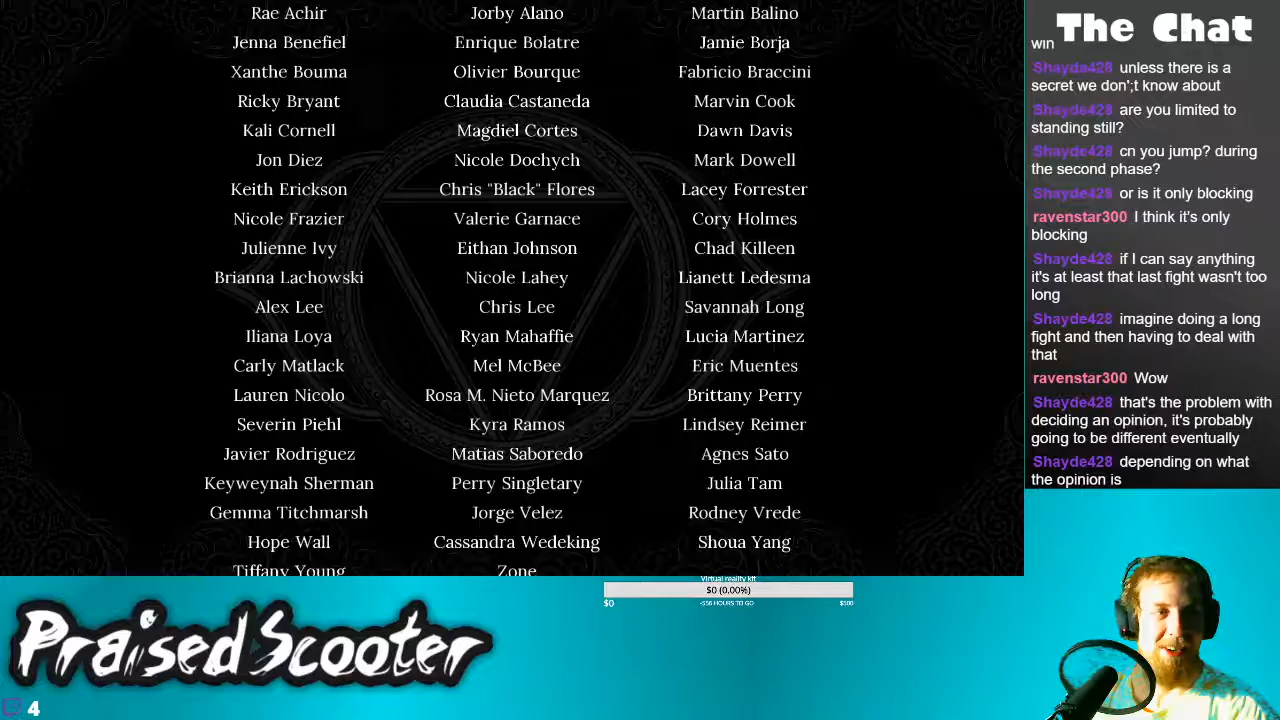 Rae Achir Jorby Alano Martin Balino
Jenna Benefiel Enrique Bolatre Jamie Borja
Xanthe Bouma Olivier Bourque Fabricio Braccini
Ricky Bryant Claudia Castaneda Marvin Cook
Kali Cornell Magdiel Cortes Dawn Davis
Jon Diez Nicole Dochych Mark Dowell
Keith Erickson Chris "Black" Flores Lacey Forrester
Nicole Frazier Valerie Garnace Cory Holmes
Julienne Ivy Eithan Johnson Chad Killeen
Brianna Lachowski Nicole Lahey Lianett Ledesma
Alex Lee Chris Lee Savannah Long
Iliana Loya Ryan Mahaffie Lucia Martinez
Carly Matlack Mel McBee Eric Muentes
Lauren Nicolo Rosa M. Nieto Marquez Brittany Perry
Severin Piehl Kyra Ramos Lindsey Reimer
Javier Rodriguez Matias Saboredo Agnes Sato
Keyweynah Sherman Perry Singletary Julia Tam
Gemma Titchmarsh Jorge Velez Rodney Vrede
Hope Wall Cassandra Wedeking Shoua Yang
Tiffany Young Zone
The Chat
win
Shayde428 unless there is a
secret we don';t know about
Shayde428 are you limited to
standing still?
Shayde428 cn you jump? during
the second phase?
Shayde428 or is it only blocking
ravenstar300 I think it's only
blocking
Shayde428 if I can say anything
it's at least that last fight wasn't too
long
Shayde428 imagine doing a long
fight and then having to deal with
that
ravenstar300 Wow
Shayde428 that's the problem with
deciding an opinion, it's probably
going to be different eventually
Shayde428 depending on what
the opinion is
Virtual reality kit
$0 (0.00%)
$0 -556 HOURS TO GO $500
Praised Scooter
4